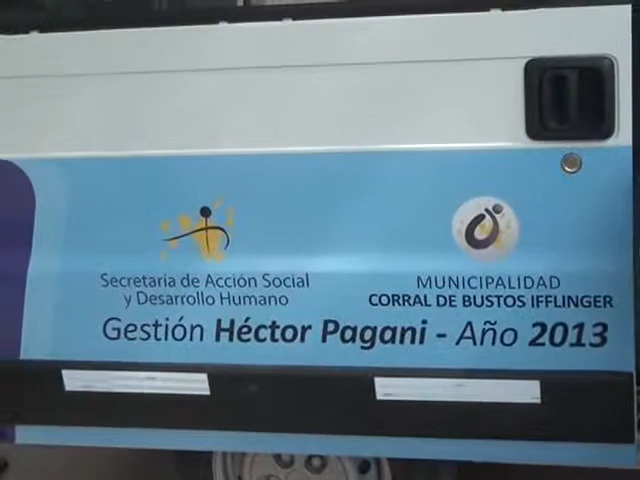 Secretaría de Acción Social
y Desarrollo Humano
MUNICIPALIDAD
CORRAL DE BUSTOS IFFLINGER
Gestión Héctor Pagani - Año 2013